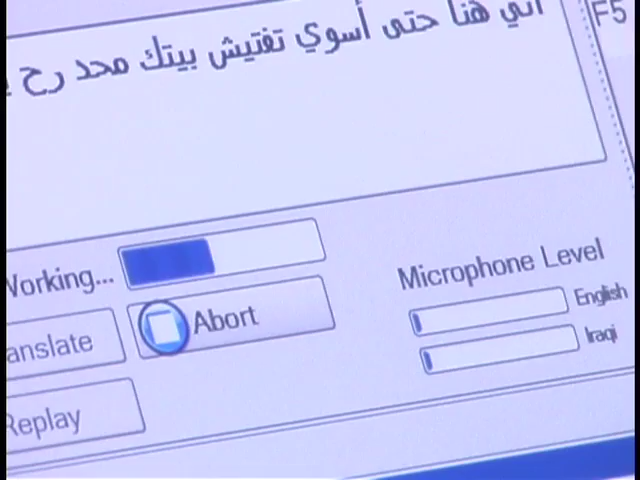 اني هنا حتى أسوي تفتيش بيتك محد رح
F5
Working...
Abort
anslate
Replay
Microphone Level
English
Iraqi